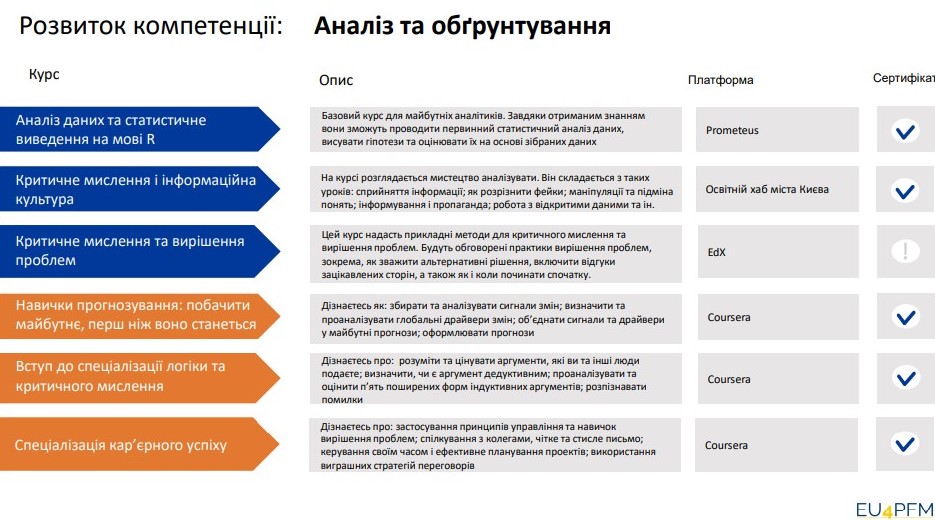 Розвиток компетенції: Аналіз та обґрунтування
Курс
Опис
Платформа
Сертифікат
Аналіз даних та статистичне
виведення на мові R
Базовий курс для майбутніх аналітиків. Завдяки отриманим знанням
вони зможуть проводити первинний статистичний аналіз даних,
висувати гіпотези та оцінювати їх на основі зібраних даних
Prometeus
Критичне мислення і інформаційна
культура
На курсі розглядається мистецтво аналізувати. Він складається з таких
уроків: сприйняття інформації; як розрізнити фейки; маніпуляції та підміна
понять; інформування і пропаганда; робота з відкритими даними та ін.
Освітній хаб міста Києва
Критичне мислення та вирішення
проблем
Цей курс надасть прикладні методи для критичного мислення та
вирішення проблем. Будуть обговорені практики вирішення проблем,
зокрема, як зважити альтернативні рішення, включити відгуки
зацікавлених сторін, а також як і коли починати спочатку.
EdX
Навички прогнозування: побачити
майбутнє, перш ніж воно станеться
Дізнаєтесь як: збирати та аналізувати сигнали змін; визначити та
проаналізувати глобальні драйвери змін; об’єднати сигнали та драйвери
у майбутні прогнози; оформлювати прогнози
Coursera
Вступ до спеціалізації логіки та
критичного мислення
Дізнаєтесь про: розуміти та цінувати аргументи, які ви та інші люди
подаєте; визначити, чи є аргумент дедуктивним; проаналізувати та
оцінити п’ять поширених форм індуктивних аргументів; розпізнавати
помилки
Coursera
Спеціалізація кар’єрного успіху
Дізнаєтесь про: застосування принципів управління та навичок
вирішення проблем; спілкування з колегами, чітке та стисле письмо;
керування своїм часом і ефективне планування проектів; використання
виграшних стратегій переговорів
Coursera
EU4PFM